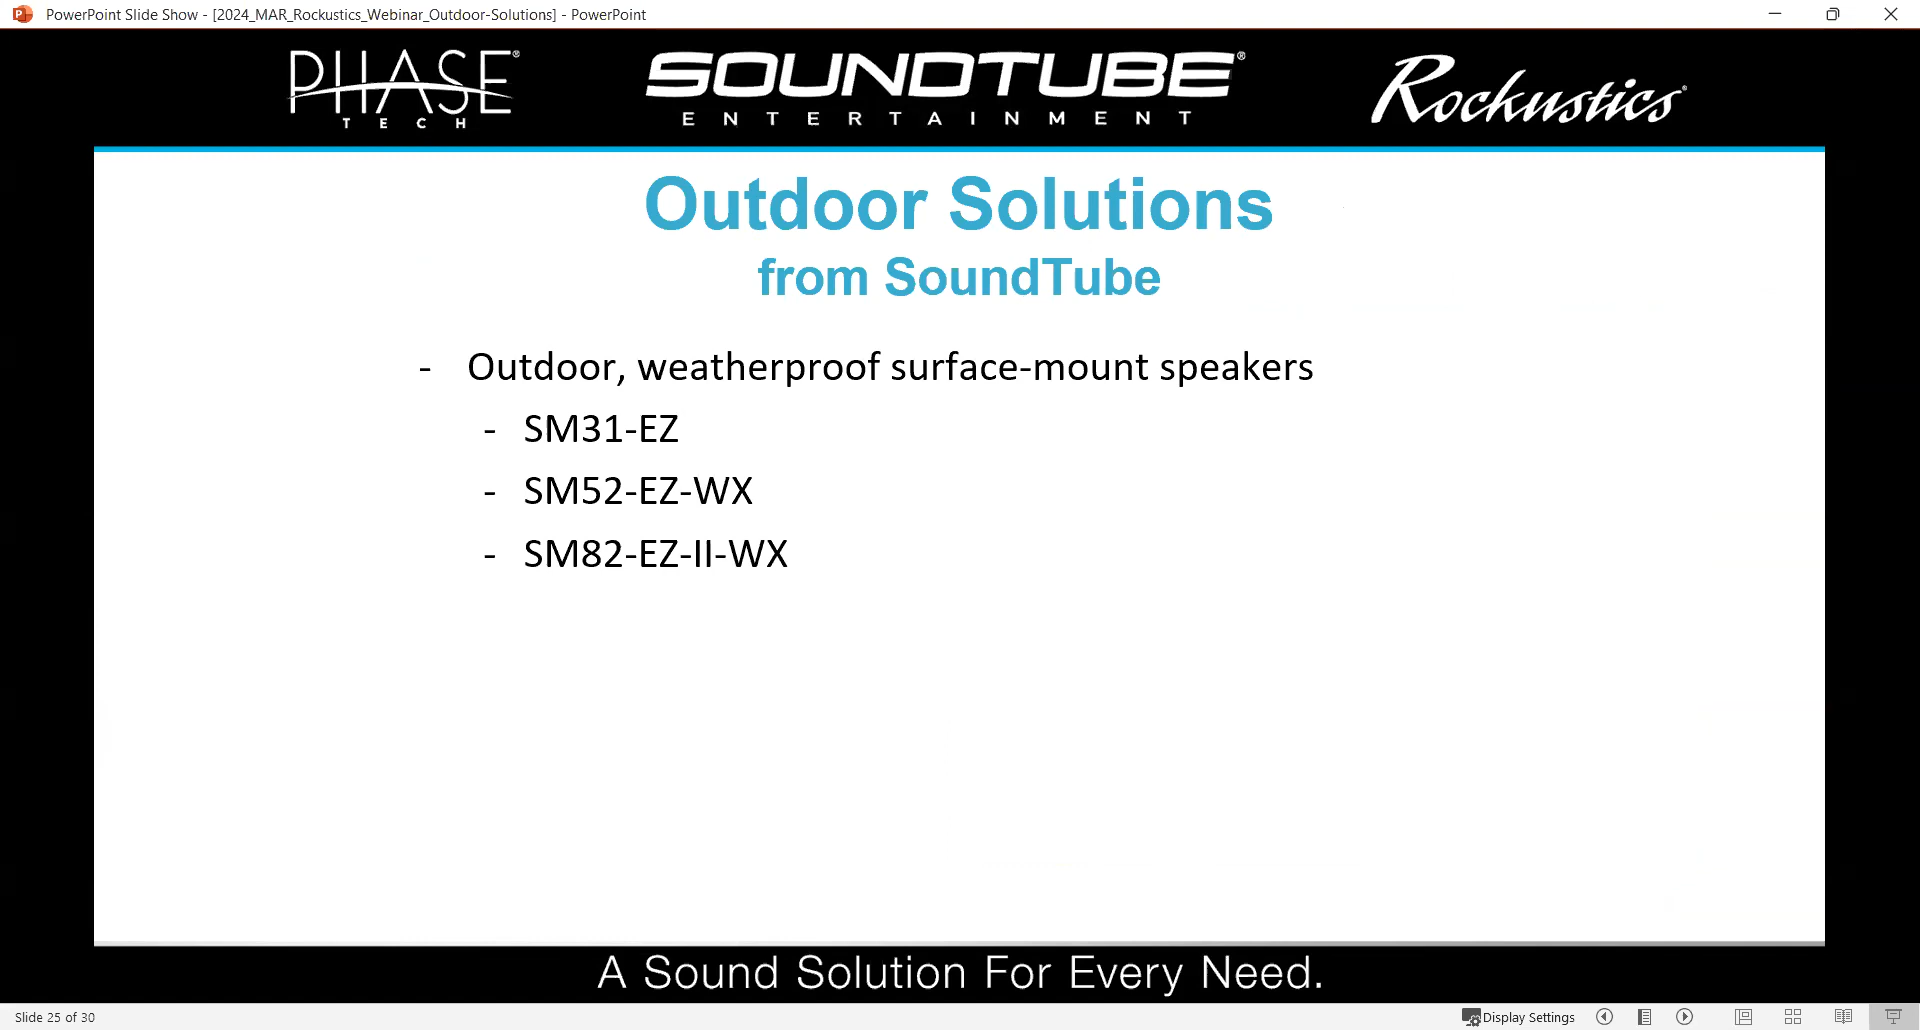 PowerPoint Slide Show - [2024_MAR_Rockustics_Webinar_Outdoor-Solutions] - PowerPoint
PHASE®
TECH
SOUNDTUBE®
ENTERTAINMENT
Rockustics®
Outdoor Solutions
from SoundTube
- Outdoor, weatherproof surface-mount speakers
- SM31-EZ
- SM52-EZ-WX
- SM82-EZ-II-WX
A Sound Solution For Every Need.
Slide 25 of 30
Display Settings